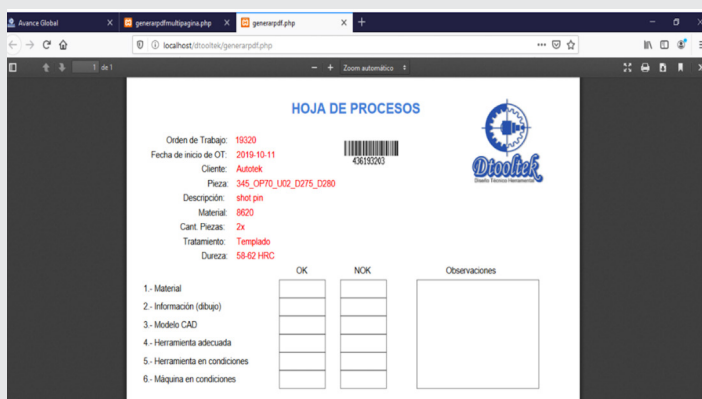 Avance Global
generarpdfmultipagina.php
generarpdf.php
localhost/dtooltek/generarpdf.php
1 de 1
Zoom automático
HOJA DE PROCESOS
Orden de Trabajo: 19320
Fecha de inicio de OT: 2019-10-11
Cliente: Autotek
Pieza: 345_OP70_U02_D275_D280
Descripción: shot pin
Material: 8620
Cant. Piezas: 2x
Tratamiento: Templado
Dureza: 58-62 HRC
436193203
Dtooltek
Diseño Técnico Herramental
OK NOK Observaciones
1.- Material
2.- Información (dibujo)
3.- Modelo CAD
4.- Herramienta adecuada
5.- Herramienta en condiciones
6.- Máquina en condiciones